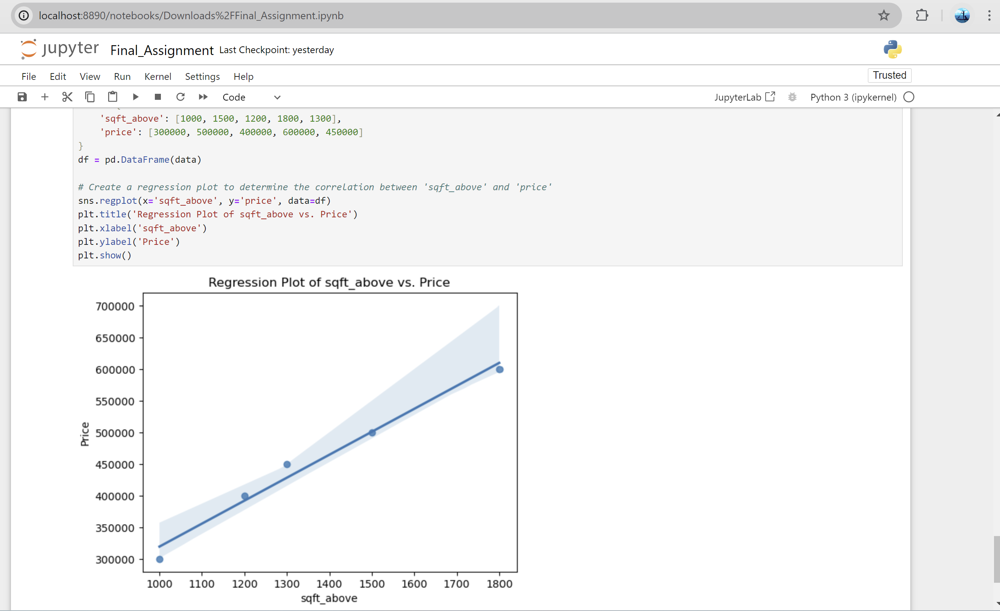 localhost:8890/notebooks/Downloads%2FFinal_Assignment.ipynb
jupyter Final_Assignment Last Checkpoint: yesterday
File Edit View Run Kernel Settings Help Trusted
Code JupyterLab Python 3 (ipykernel)
'sqft_above': [1000, 1500, 1200, 1800, 1300],
'price': [300000, 500000, 400000, 600000, 450000]
}
df = pd.DataFrame(data)
# Create a regression plot to determine the correlation between 'sqft_above' and 'price'
sns.regplot(x='sqft_above', y='price', data=df)
plt.title('Regression Plot of sqft_above vs. Price')
plt.xlabel('sqft_above')
plt.ylabel('Price')
plt.show()
Regression Plot of sqft_above vs. Price
700000
650000
600000
550000
500000
450000
400000
350000
300000
Price
1000 1100 1200 1300 1400 1500 1600 1700 1800
sqft_above